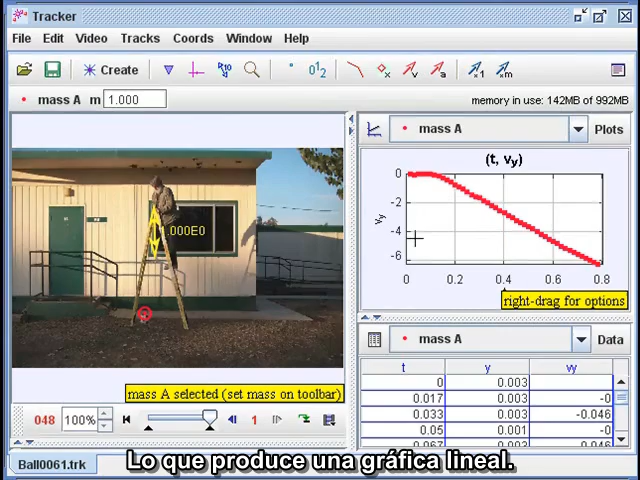 Tracker
File Edit Video Tracks Coords Window Help
Create
mass A m 1.000
memory in use: 142MB of 992MB
mass A Plots
(t, vy)
1.000E0
0
-2
-4
-6
vy
0 0.2 0.4 0.6 0.8
right-drag for options
mass A Data
t y vy
0 0.003
0.017 0.003 -0
0.033 0.003 -0.046
0.05 0.001 -0
mass A selected (set mass on toolbar)
048 100% 1
Ball0061.trk
Lo que produce una gráfica lineal.